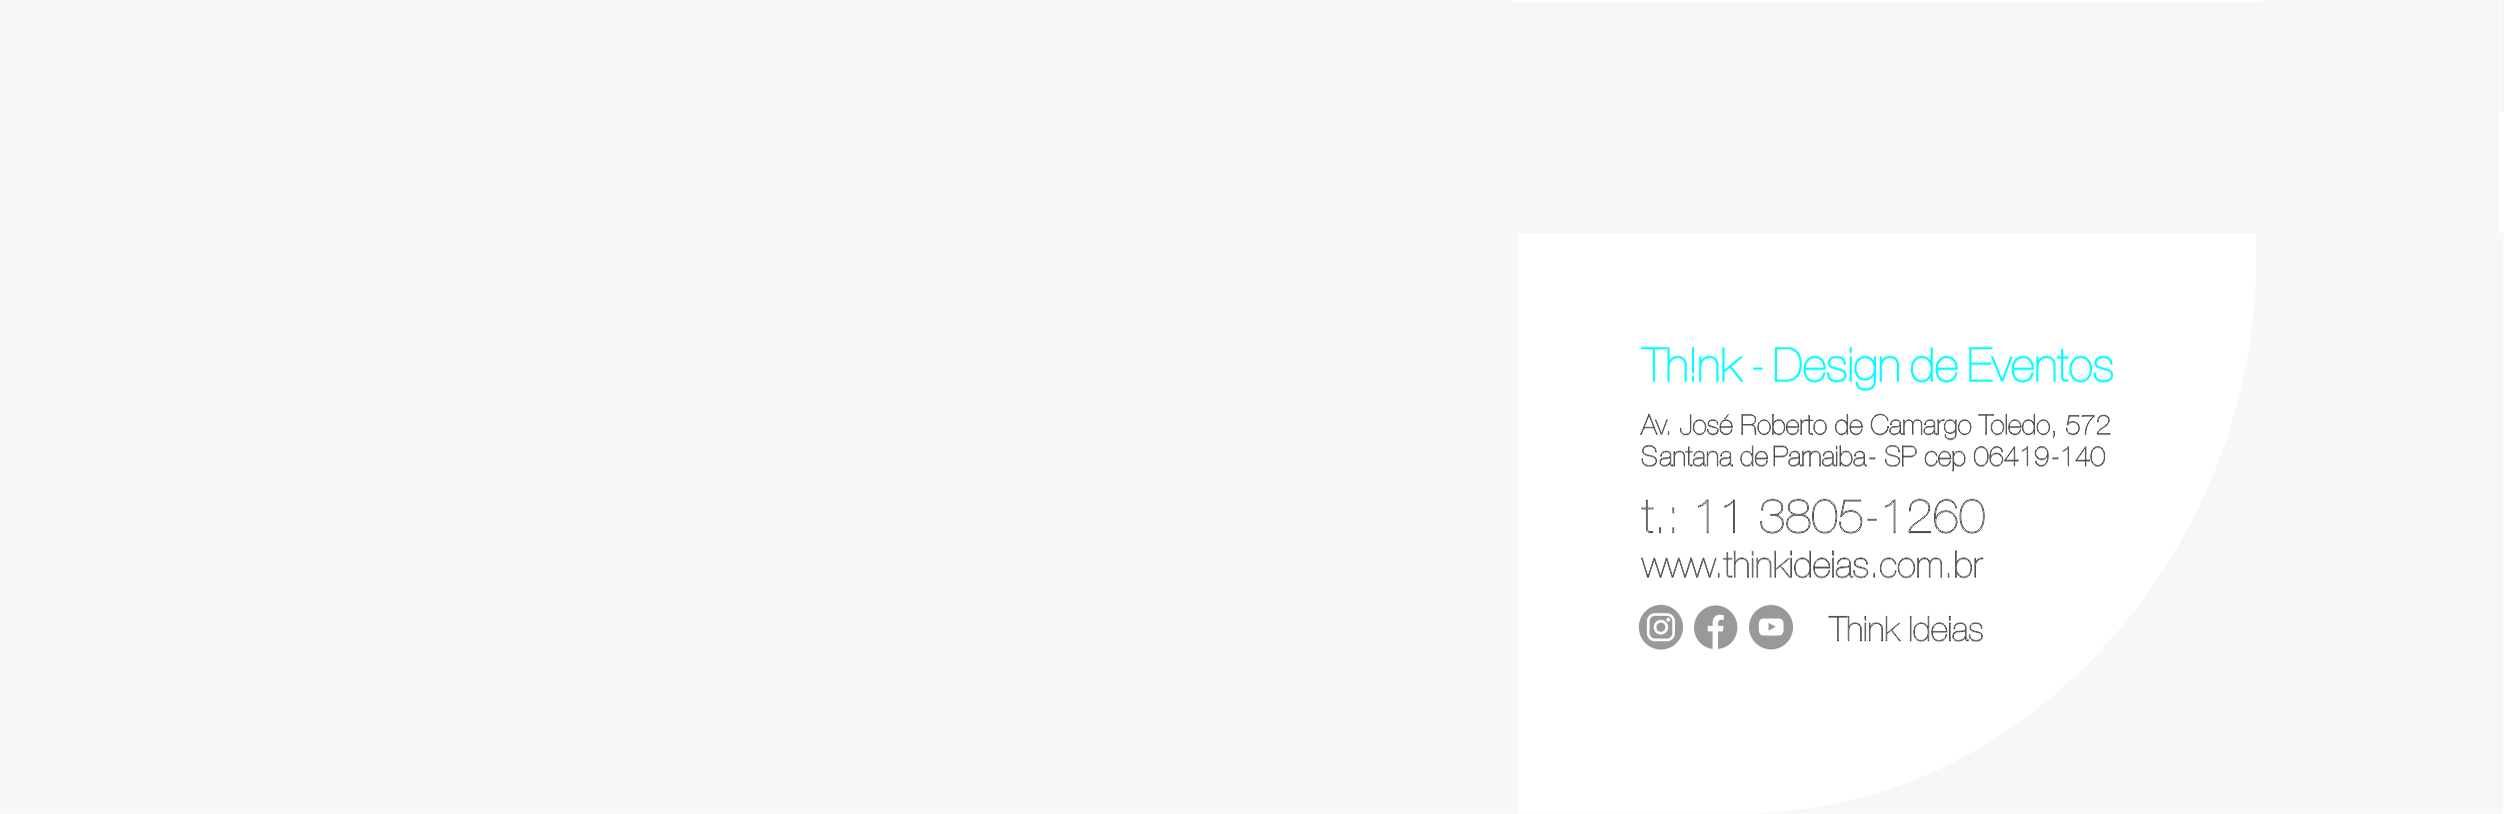 Th!nk - Design de Eventos
Av. José Roberto de Camargo Toledo, 572
Santana de Parnaiba - SP cep 06419-140
t.: 11 3805-1260
www.thinkideias.com.br
Think Ideias